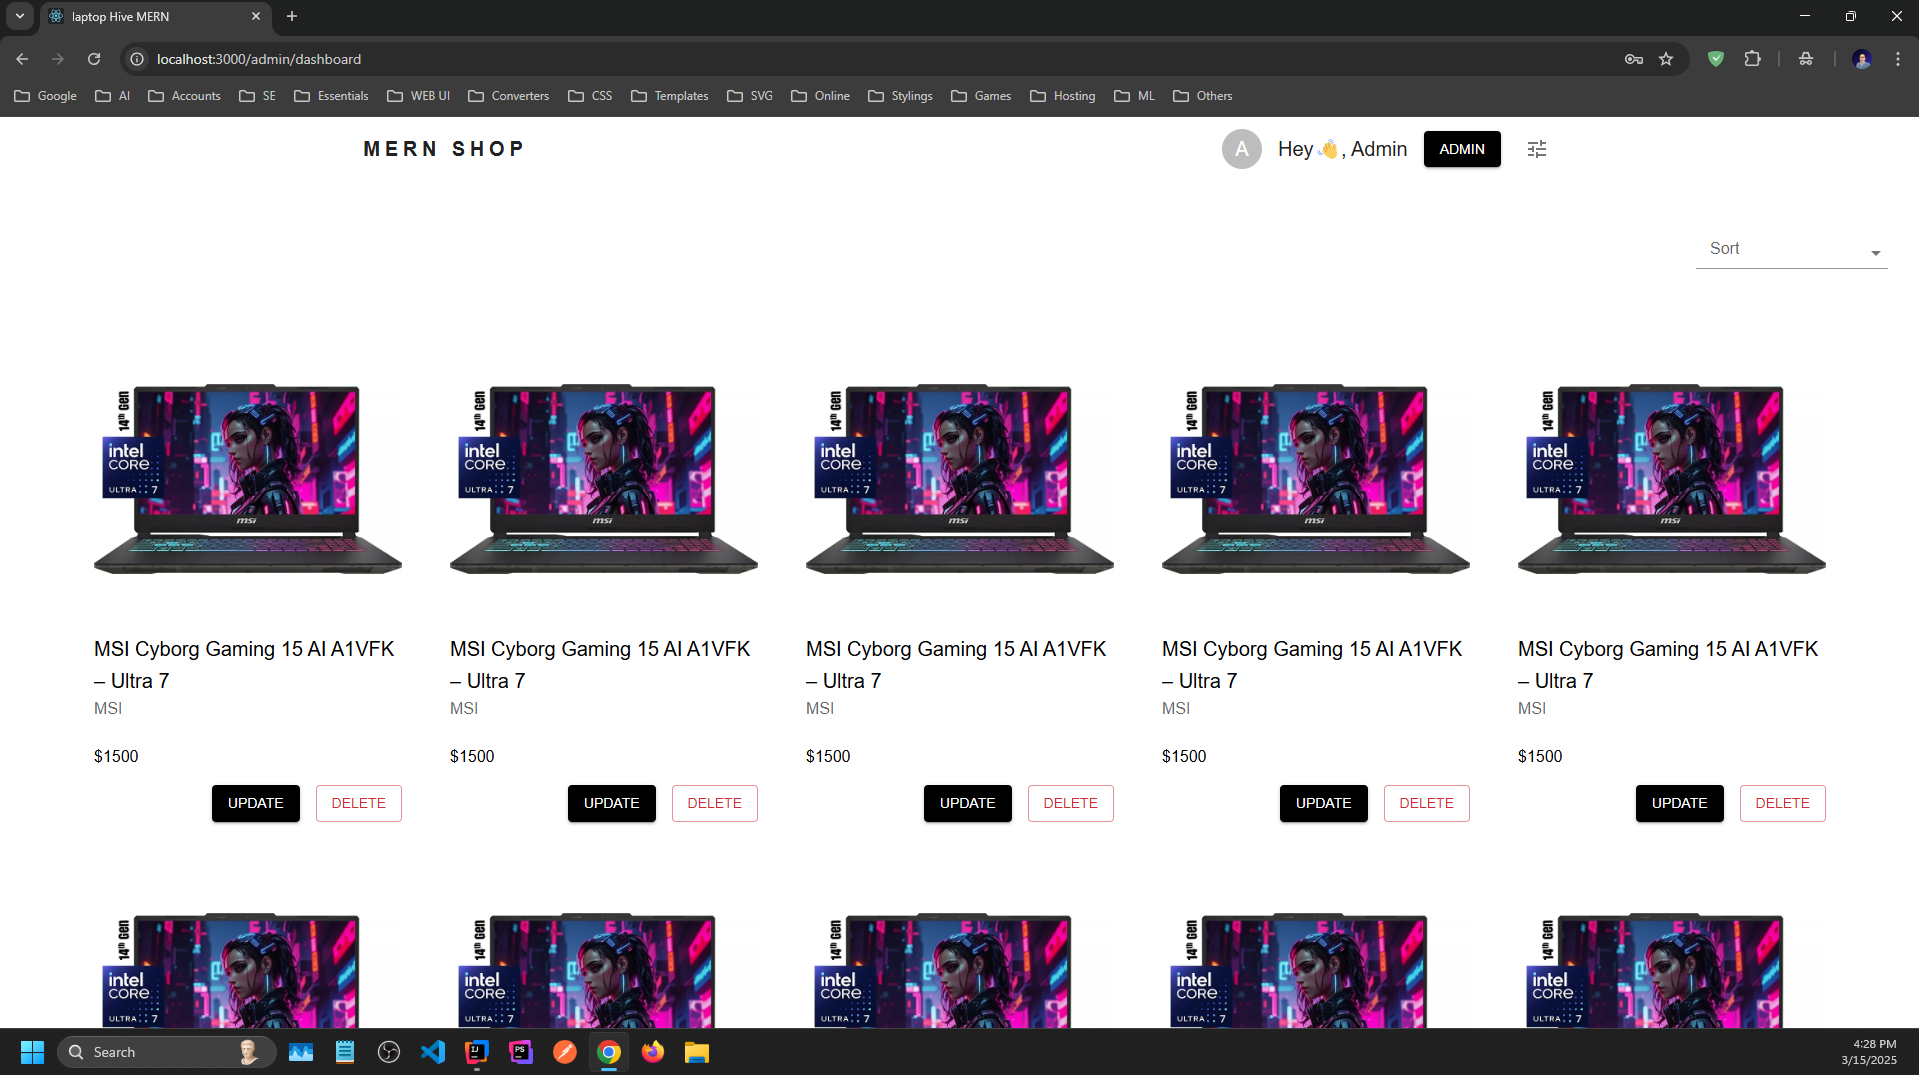 laptop Hive MERN
localhost:3000/admin/dashboard
Google AI Accounts SE Essentials WEB UI Converters CSS Templates SVG Online Stylings Games Hosting ML Others
MERN SHOP
A Hey👋, Admin ADMIN
Sort
14th Gen 14th Gen 14th Gen 14th Gen 14th Gen
intel intel intel intel intel
CORE CORE CORE CORE CORE
ULTRA 7 ULTRA 7 ULTRA 7 ULTRA 7 ULTRA 7
msi msi msi msi msi
MSI Cyborg Gaming 15 AI A1VFK MSI Cyborg Gaming 15 AI A1VFK MSI Cyborg Gaming 15 AI A1VFK MSI Cyborg Gaming 15 AI A1VFK MSI Cyborg Gaming 15 AI A1VFK
– Ultra 7 – Ultra 7 – Ultra 7 – Ultra 7 – Ultra 7
MSI MSI MSI MSI MSI
$1500 $1500 $1500 $1500 $1500
UPDATE DELETE UPDATE DELETE UPDATE DELETE UPDATE DELETE UPDATE DELETE
14th Gen 14th Gen 14th Gen 14th Gen 14th Gen
intel intel intel intel intel
CORE CORE CORE CORE CORE
ULTRA 7 ULTRA 7 ULTRA 7 ULTRA 7 ULTRA 7
Search IJ PS
4:28 PM
3/15/2025